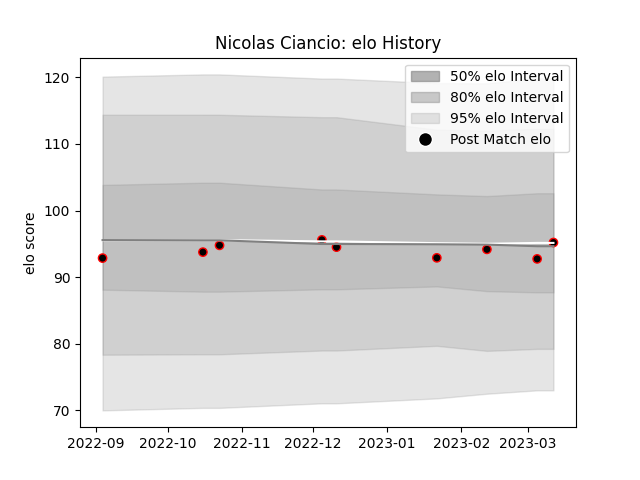 Nicolas Ciancio: elo History
120
110
100
90
80
70
elo score
50% elo Interval
80% elo Interval
95% elo Interval
Post Match elo
2022-09
2022-10
2022-11
2022-12
2023-01
2023-02
2023-03